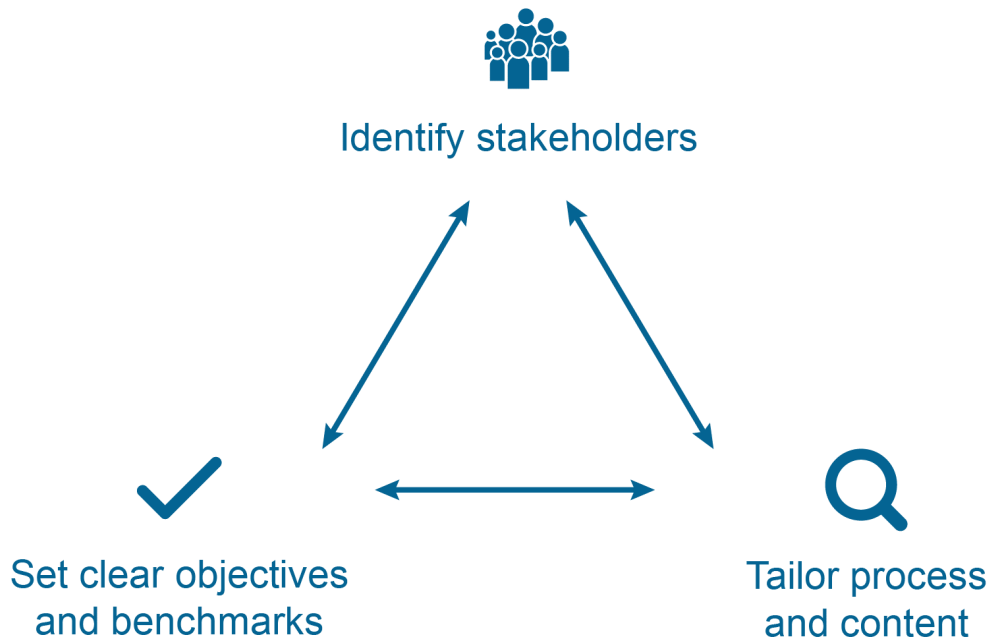 Identify stakeholders
Set clear objectives
and benchmarks
Tailor process
and content